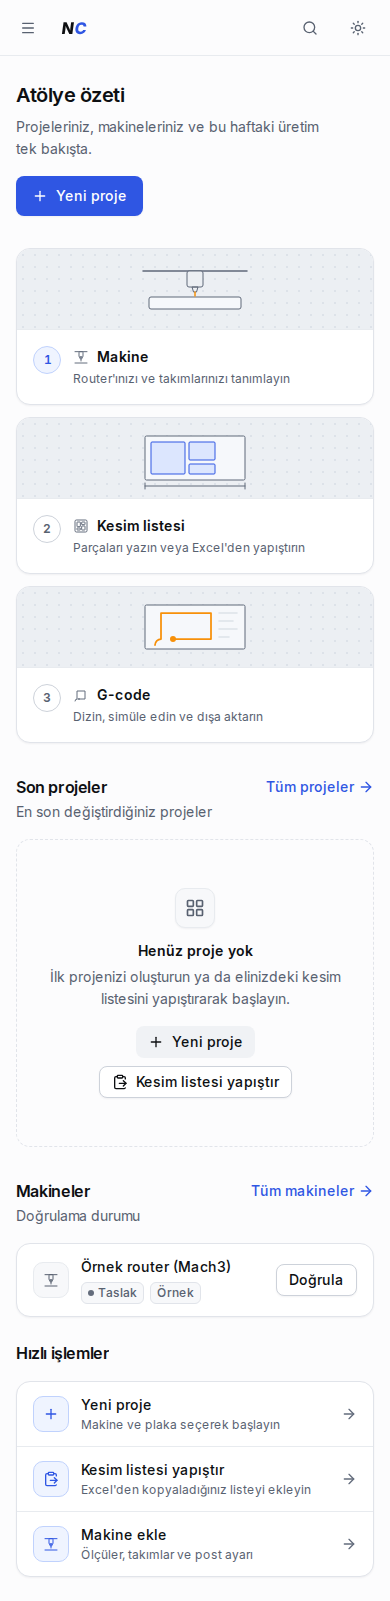 NC
Atölye özeti
Projeleriniz, makineleriniz ve bu haftaki üretim
tek bakışta.
Yeni proje
1
Makine
Router'ınızı ve takımlarınızı tanımlayın
2
Kesim listesi
Parçaları yazın veya Excel'den yapıştırın
3
G-code
Dizin, simüle edin ve dışa aktarın
Son projeler
Tüm projeler
En son değiştirdiğiniz projeler
Henüz proje yok
İlk projenizi oluşturun ya da elinizdeki kesim
listesini yapıştırarak başlayın.
Yeni proje
Kesim listesi yapıştır
Makineler
Tüm makineler
Doğrulama durumu
Örnek router (Mach3)
Taslak
Örnek
Doğrula
Hızlı işlemler
Yeni proje
Makine ve plaka seçerek başlayın
Kesim listesi yapıştır
Excel'den kopyaladığınız listeyi ekleyin
Makine ekle
Ölçüler, takımlar ve post ayarı